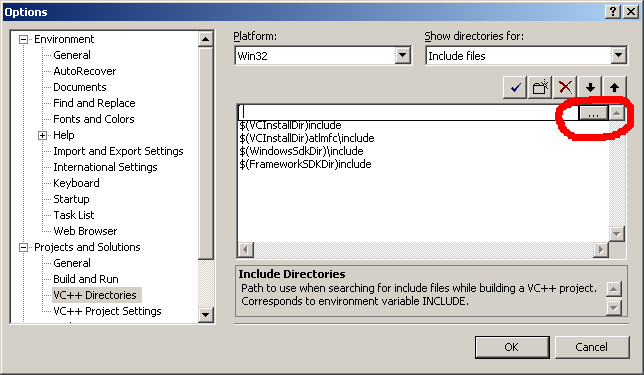 Options
Environment
General
AutoRecover
Documents
Find and Replace
Fonts and Colors
Help
Import and Export Settings
International Settings
Keyboard
Startup
Task List
Web Browser
Projects and Solutions
General
Build and Run
VC++ Directories
VC++ Project Settings
Platform:
Win32
Show directories for:
Include files
...
$(VCInstallDir)include
$(VCInstallDir)atlmfc\include
$(WindowsSdkDir)\include
$(FrameworkSDKDir)include
Include Directories
Path to use when searching for include files while building a VC++ project.
Corresponds to environment variable INCLUDE.
OK
Cancel